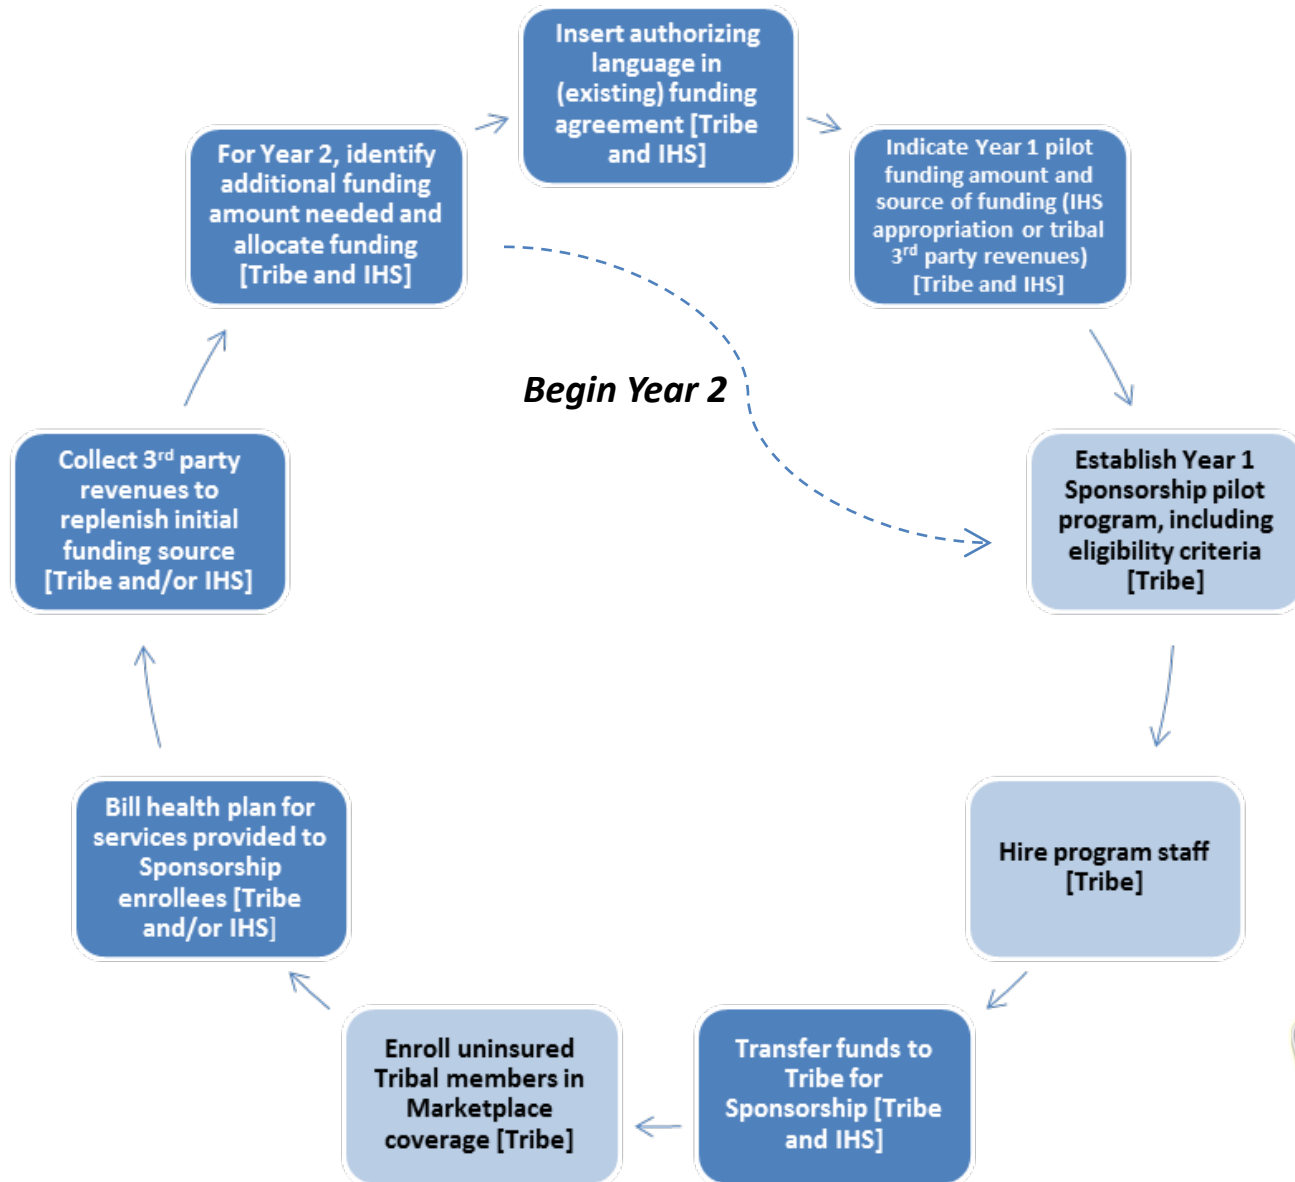 Insert authorizing
language in
(existing) funding
agreement [Tribe
and IHS]
Indicate Year 1 pilot
funding amount and
source of funding (IHS
appropriation or tribal
3rd party revenues)
[Tribe and IHS]
Establish Year 1
Sponsorship pilot
program, including
eligibility criteria
[Tribe]
Hire program staff
[Tribe]
Transfer funds to
Tribe for
Sponsorship [Tribe
and IHS]
Enroll uninsured
Tribal members in
Marketplace
coverage [Tribe]
Bill health plan for
services provided to
Sponsorship
enrollees [Tribe
and/or IHS]
Collect 3rd party
revenues to
replenish initial
funding source
[Tribe and/or IHS]
For Year 2, identify
additional funding
amount needed and
allocate funding
[Tribe and IHS]
Begin Year 2